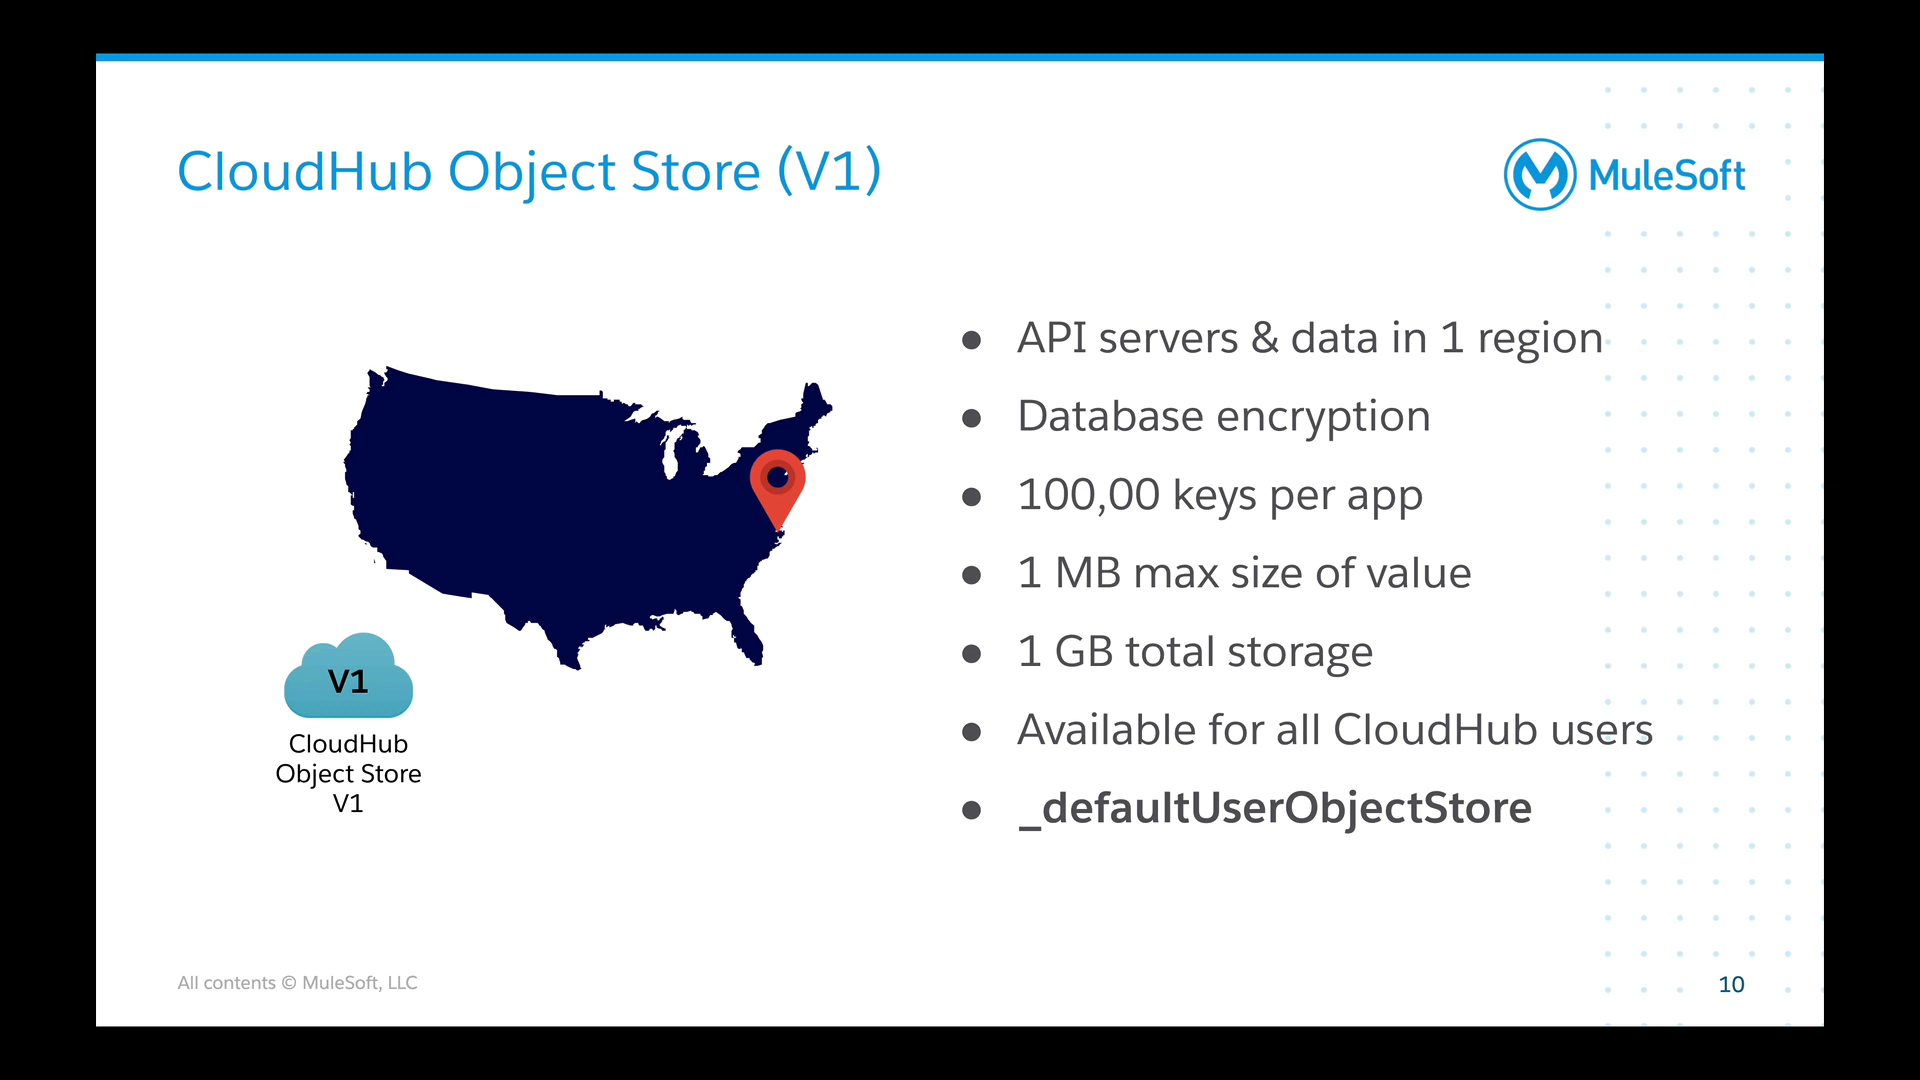 CloudHub Object Store (V1)
MuleSoft
● API servers & data in 1 region
● Database encryption
● 100,00 keys per app
● 1 MB max size of value
● 1 GB total storage
● Available for all CloudHub users
● _defaultUserObjectStore
V1
CloudHub
Object Store
V1
All contents © MuleSoft, LLC
10